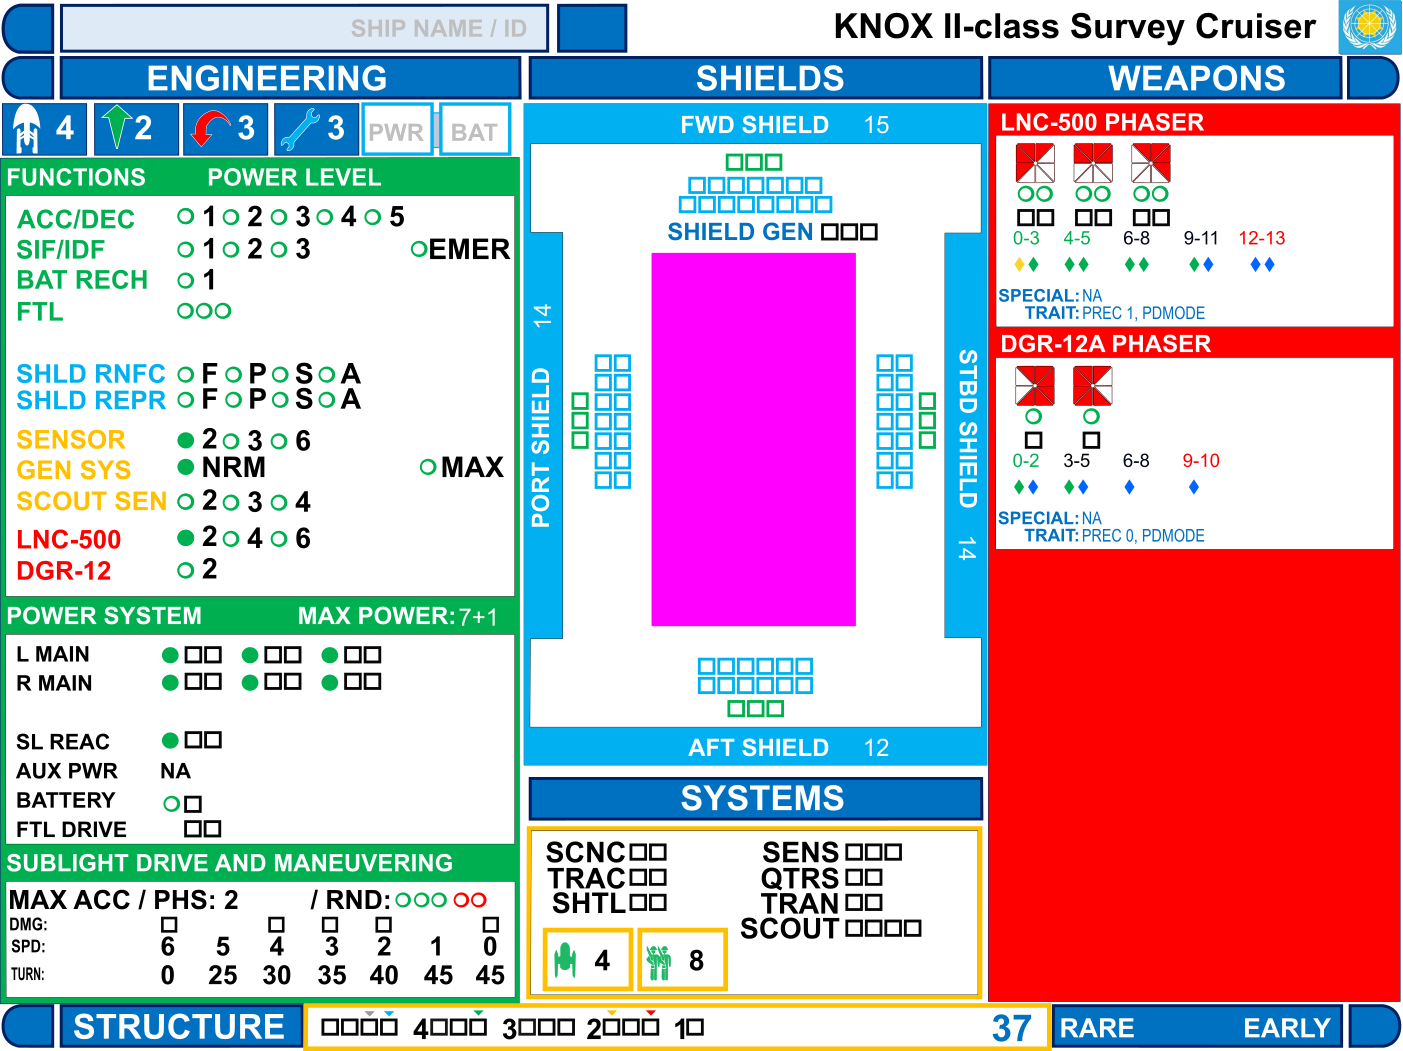 SHIP NAME / ID
KNOX II-class Survey Cruiser
ENGINEERING
SHIELDS
WEAPONS
4 2 3 3 PWR BAT
FUNCTIONS POWER LEVEL
ACC/DEC 1 2 3 4 5
SIF/IDF 1 2 3 EMER
BAT RECH 1
FTL
SHLD RNFC F P S A
SHLD REPR F P S A
SENSOR 2 3 6
GEN SYS NRM MAX
SCOUT SEN 2 3 4
LNC-500 2 4 6
DGR-12 2
POWER SYSTEM MAX POWER: 7+1
L MAIN
R MAIN
SL REAC
AUX PWR NA
BATTERY
FTL DRIVE
SUBLIGHT DRIVE AND MANEUVERING
MAX ACC / PHS: 2 / RND:
DMG:
SPD: 6 5 4 3 2 1 0
TURN: 0 25 30 35 40 45 45
FWD SHIELD 15
SHIELD GEN
PORT SHIELD 14
STBD SHIELD 14
AFT SHIELD 12
SYSTEMS
SCNC SENS
TRAC QTRS
SHTL TRAN
SCOUT
4 8
LNC-500 PHASER
0-3 4-5 6-8 9-11 12-13
SPECIAL: NA
TRAIT: PREC 1, PDMODE
DGR-12A PHASER
0-2 3-5 6-8 9-10
SPECIAL: NA
TRAIT: PREC 0, PDMODE
STRUCTURE 4 3 2 1 37 RARE EARLY